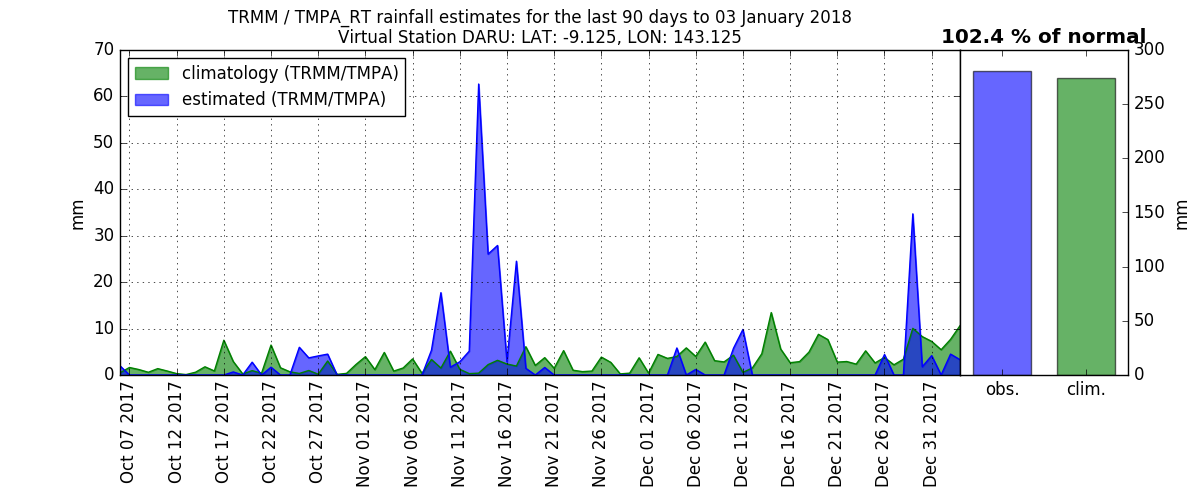 TRMM / TMPA_RT rainfall estimates for the last 90 days to 03 January 2018
Virtual Station DARU: LAT: -9.125, LON: 143.125
102.4 % of normal
climatology (TRMM/TMPA)
estimated (TRMM/TMPA)
mm
70
60
50
40
30
20
10
0
Oct 07 2017
Oct 12 2017
Oct 17 2017
Oct 22 2017
Oct 27 2017
Nov 01 2017
Nov 06 2017
Nov 11 2017
Nov 16 2017
Nov 21 2017
Nov 26 2017
Dec 01 2017
Dec 06 2017
Dec 11 2017
Dec 16 2017
Dec 21 2017
Dec 26 2017
Dec 31 2017
obs.
clim.
300
250
200
150
100
50
0
mm